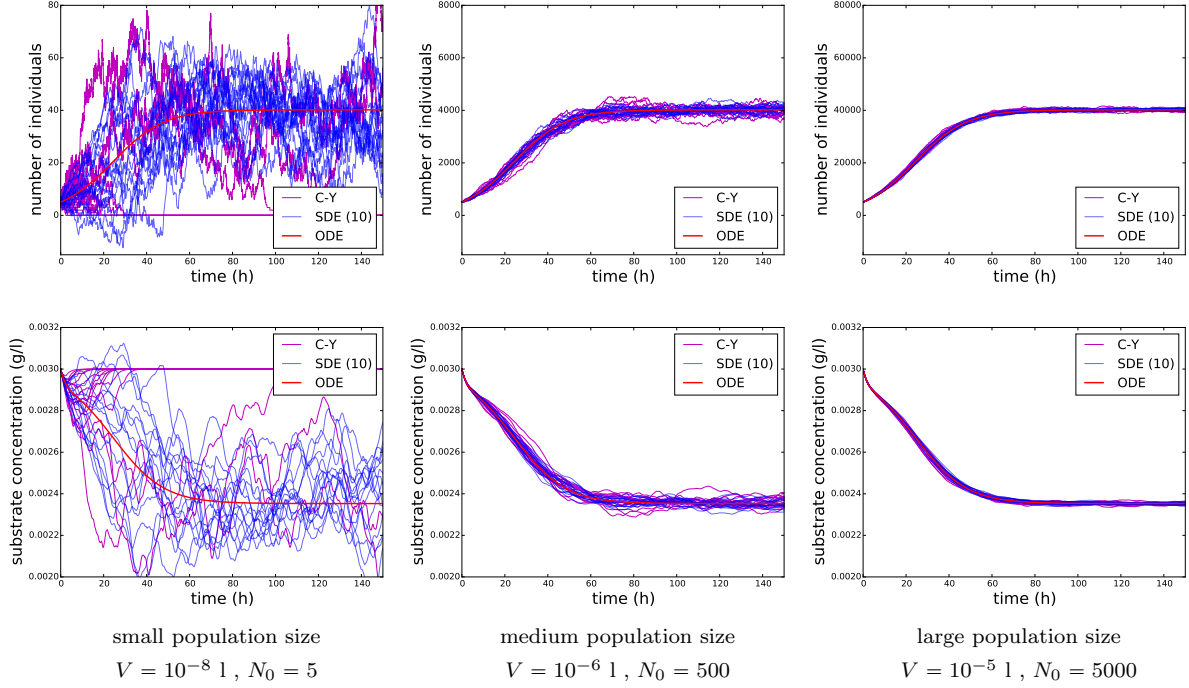 80
60
40
20
0
number of individuals
0 20 40 60 80 100 120 140
time (h)
C-Y
SDE (10)
ODE
8000
6000
4000
2000
0
number of individuals
0 20 40 60 80 100 120 140
time (h)
C-Y
SDE (10)
ODE
80000
60000
40000
20000
0
number of individuals
0 20 40 60 80 100 120 140
time (h)
C-Y
SDE (10)
ODE
0.0032
0.0030
0.0028
0.0026
0.0024
0.0022
0.0020
substrate concentration (g/l)
0 20 40 60 80 100 120 140
time (h)
C-Y
SDE (10)
ODE
0.0032
0.0030
0.0028
0.0026
0.0024
0.0022
0.0020
substrate concentration (g/l)
0 20 40 60 80 100 120 140
time (h)
C-Y
SDE (10)
ODE
0.0032
0.0030
0.0028
0.0026
0.0024
0.0022
0.0020
substrate concentration (g/l)
0 20 40 60 80 100 120 140
time (h)
C-Y
SDE (10)
ODE
small population size
V = 10⁻⁸ l , N₀ = 5
medium population size
V = 10⁻⁶ l , N₀ = 500
large population size
V = 10⁻⁵ l , N₀ = 5000